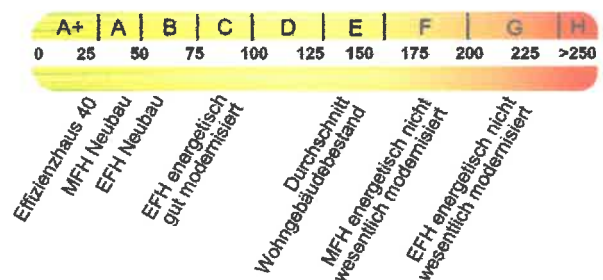 A+ A B C D E F G H
0 25 50 75 100 125 150 175 200 225 >250
Effizienzhaus 40
MFH Neubau
EFH Neubau
EFH energetisch
gut modernisiert
Durchschnitt
Wohngebäudebestand
MFH energetisch nicht
wesentlich modernisiert
EFH energetisch nicht
wesentlich modernisiert